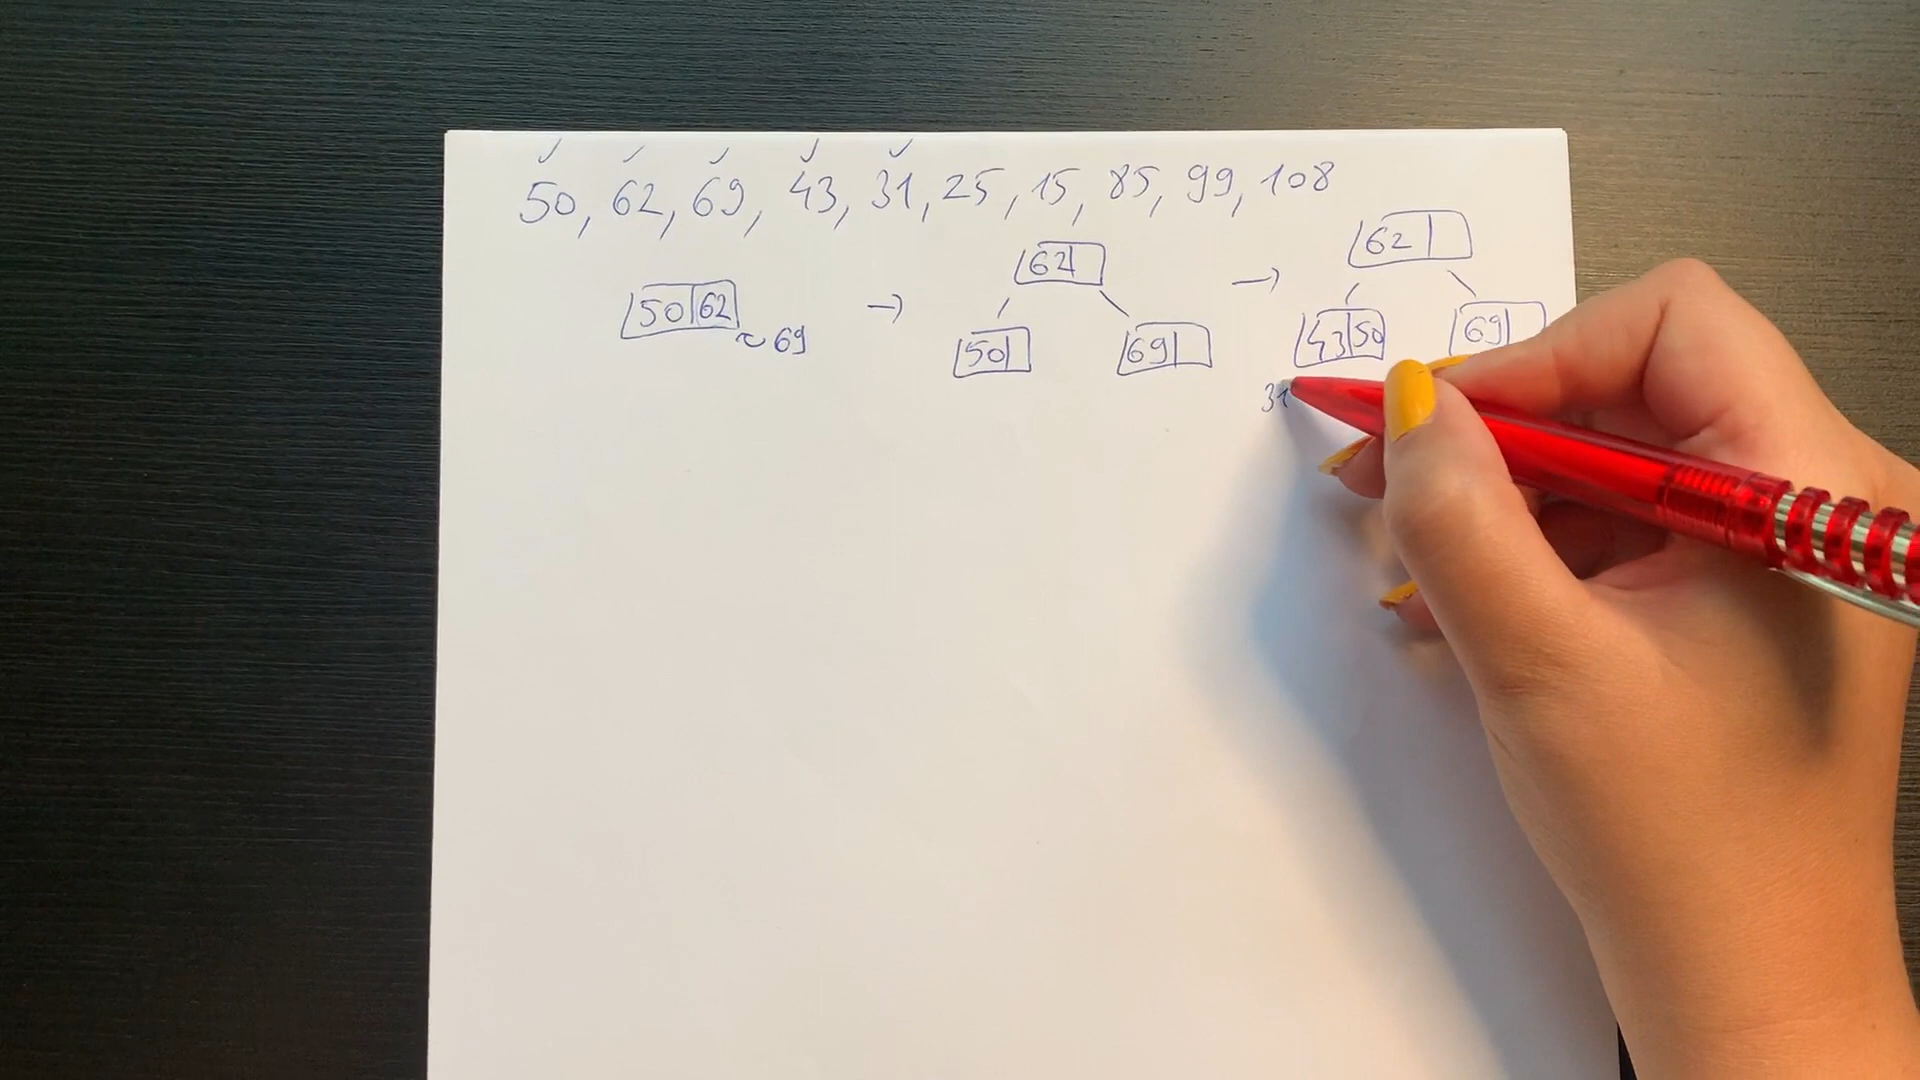 50, 62, 69, 43, 31, 25, 15, 85, 99, 108
50 62 ~ 69 → 62 50 69 → 62 43 50 69
31